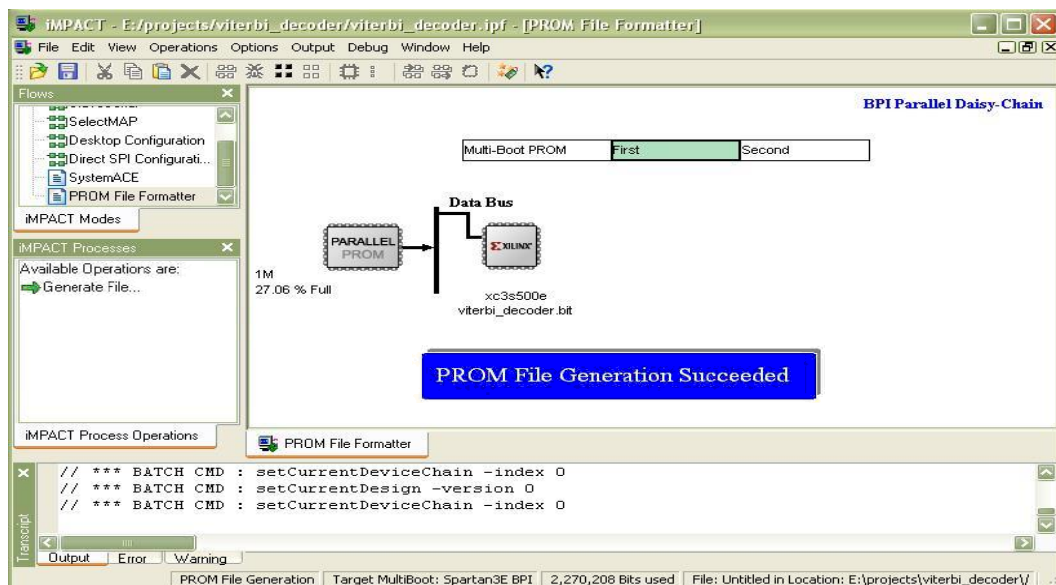 iMPACT - E:/projects/viterbi_decoder/viterbi_decoder.ipf - [PROM File Formatter]
File Edit View Operations Options Output Debug Window Help
Flows
SelectMAP
Desktop Configuration
Direct SPI Configurati...
SystemACE
PROM File Formatter
iMPACT Modes
iMPACT Processes
Available Operations are:
Generate File...
iMPACT Process Operations
BPI Parallel Daisy-Chain
Multi-Boot PROM First Second
Data Bus
PARALLEL
PROM
XILINX
1M
27.06 % Full
xc3s500e
viterbi_decoder.bit
PROM File Generation Succeeded
PROM File Formatter
// *** BATCH CMD : setCurrentDeviceChain -index 0
// *** BATCH CMD : setCurrentDesign -version 0
// *** BATCH CMD : setCurrentDeviceChain -index 0
Transcript
Output Error Warning
PROM File Generation Target MultiBoot: Spartan3E BPI 2,270,208 Bits used File: Untitled in Location: E:\projects\viterbi_decoder\/